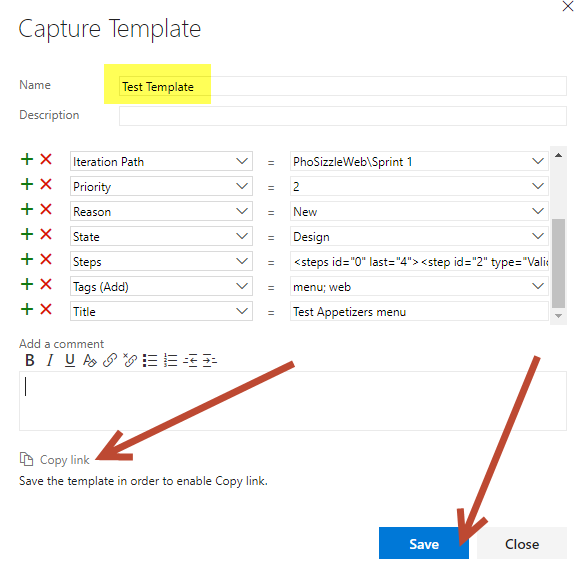 Capture Template
Name Test Template
Description
Iteration Path = PhoSizzleWeb\Sprint 1
Priority = 2
Reason = New
State = Design
Steps = <steps id="0" last="4"><step id="2" type="Valid
Tags (Add) = menu; web
Title = Test Appetizers menu
Add a comment
B I U
Copy link
Save the template in order to enable Copy link.
Save Close